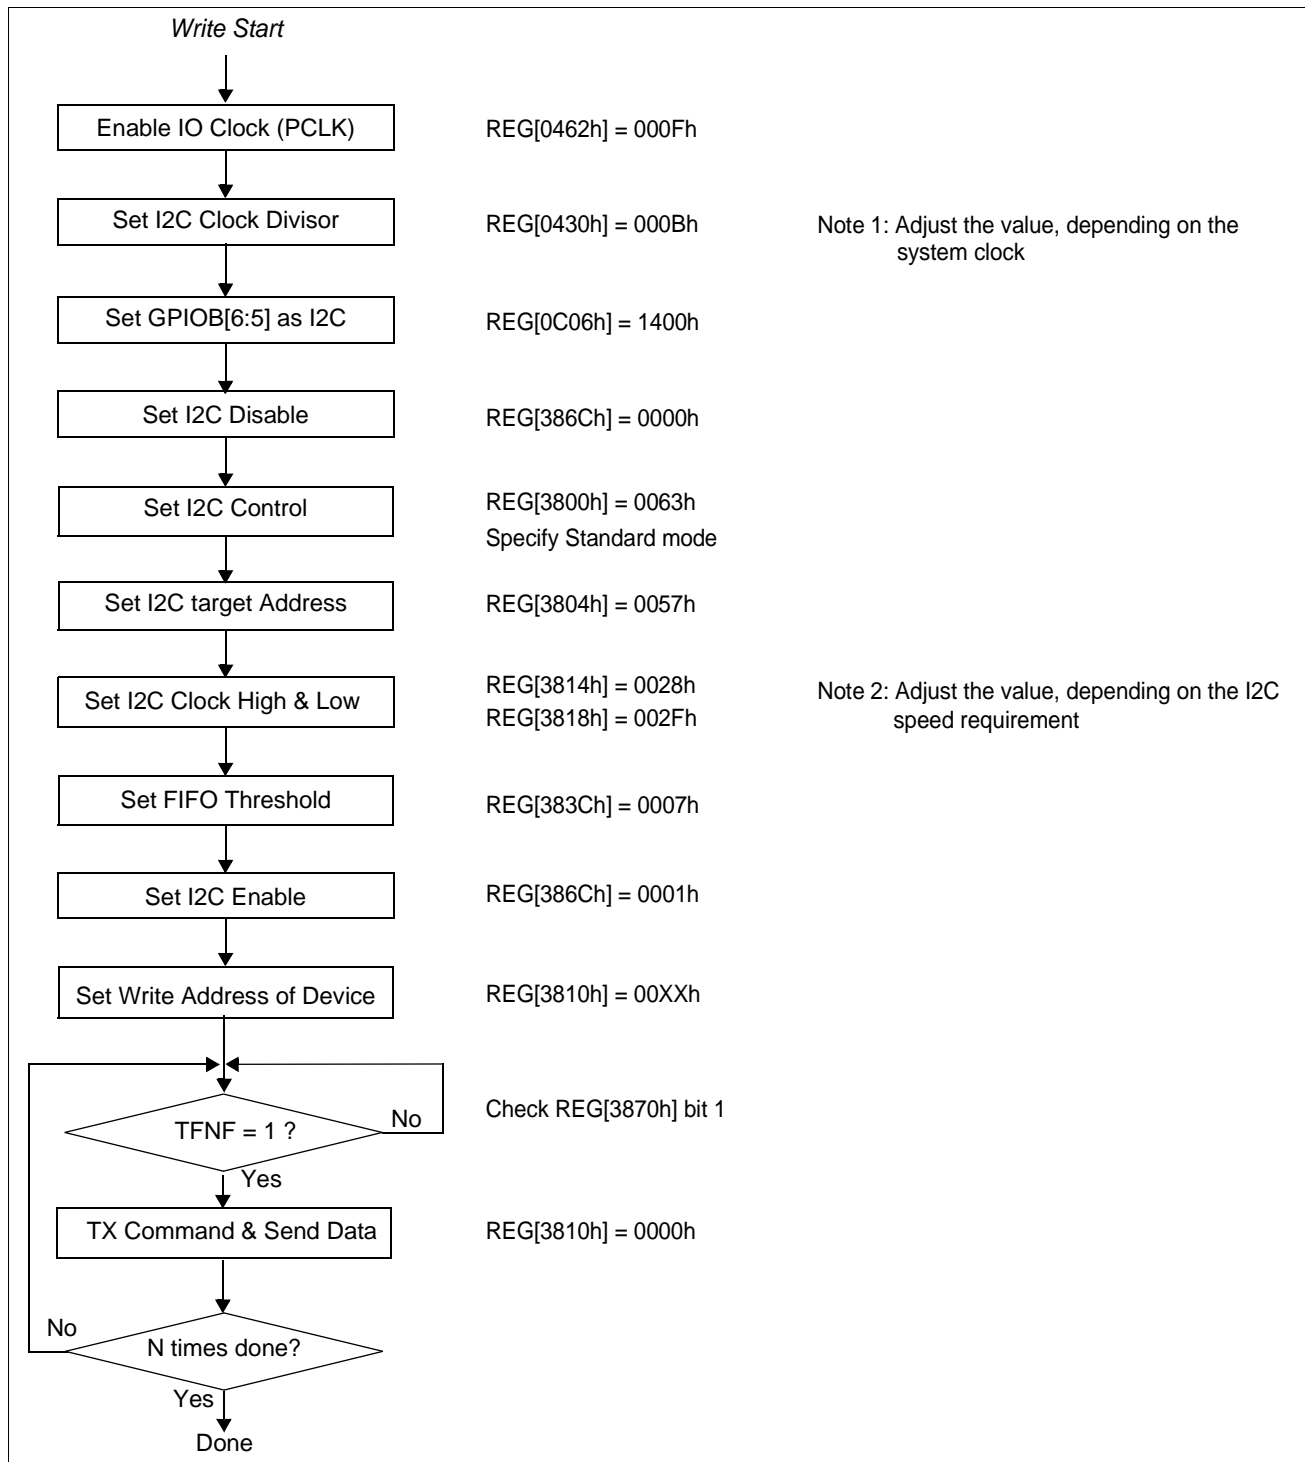 Write Start
Enable IO Clock (PCLK)
REG[0462h] = 000Fh
Set I2C Clock Divisor
REG[0430h] = 000Bh
Note 1: Adjust the value, depending on the
system clock
Set GPIOB[6:5] as I2C
REG[0C06h] = 1400h
Set I2C Disable
REG[386Ch] = 0000h
Set I2C Control
REG[3800h] = 0063h
Specify Standard mode
Set I2C target Address
REG[3804h] = 0057h
Set I2C Clock High & Low
REG[3814h] = 0028h
REG[3818h] = 002Fh
Note 2: Adjust the value, depending on the I2C
speed requirement
Set FIFO Threshold
REG[383Ch] = 0007h
Set I2C Enable
REG[386Ch] = 0001h
Set Write Address of Device
REG[3810h] = 00XXh
TFNF = 1 ?
No
Check REG[3870h] bit 1
Yes
TX Command & Send Data
REG[3810h] = 0000h
No
N times done?
Yes
Done